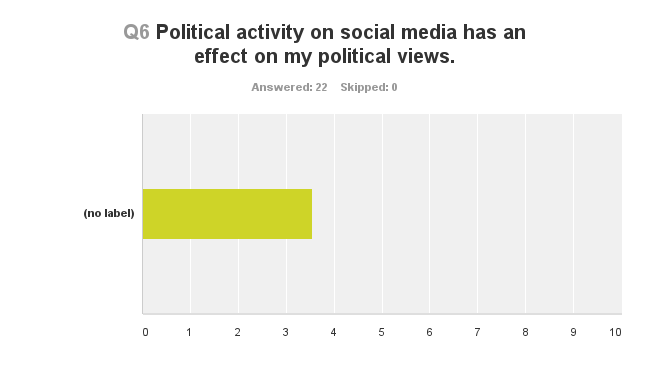 Q6 Political activity on social media has an
effect on my political views.
Answered: 22 Skipped: 0
(no label)
0 1 2 3 4 5 6 7 8 9 10